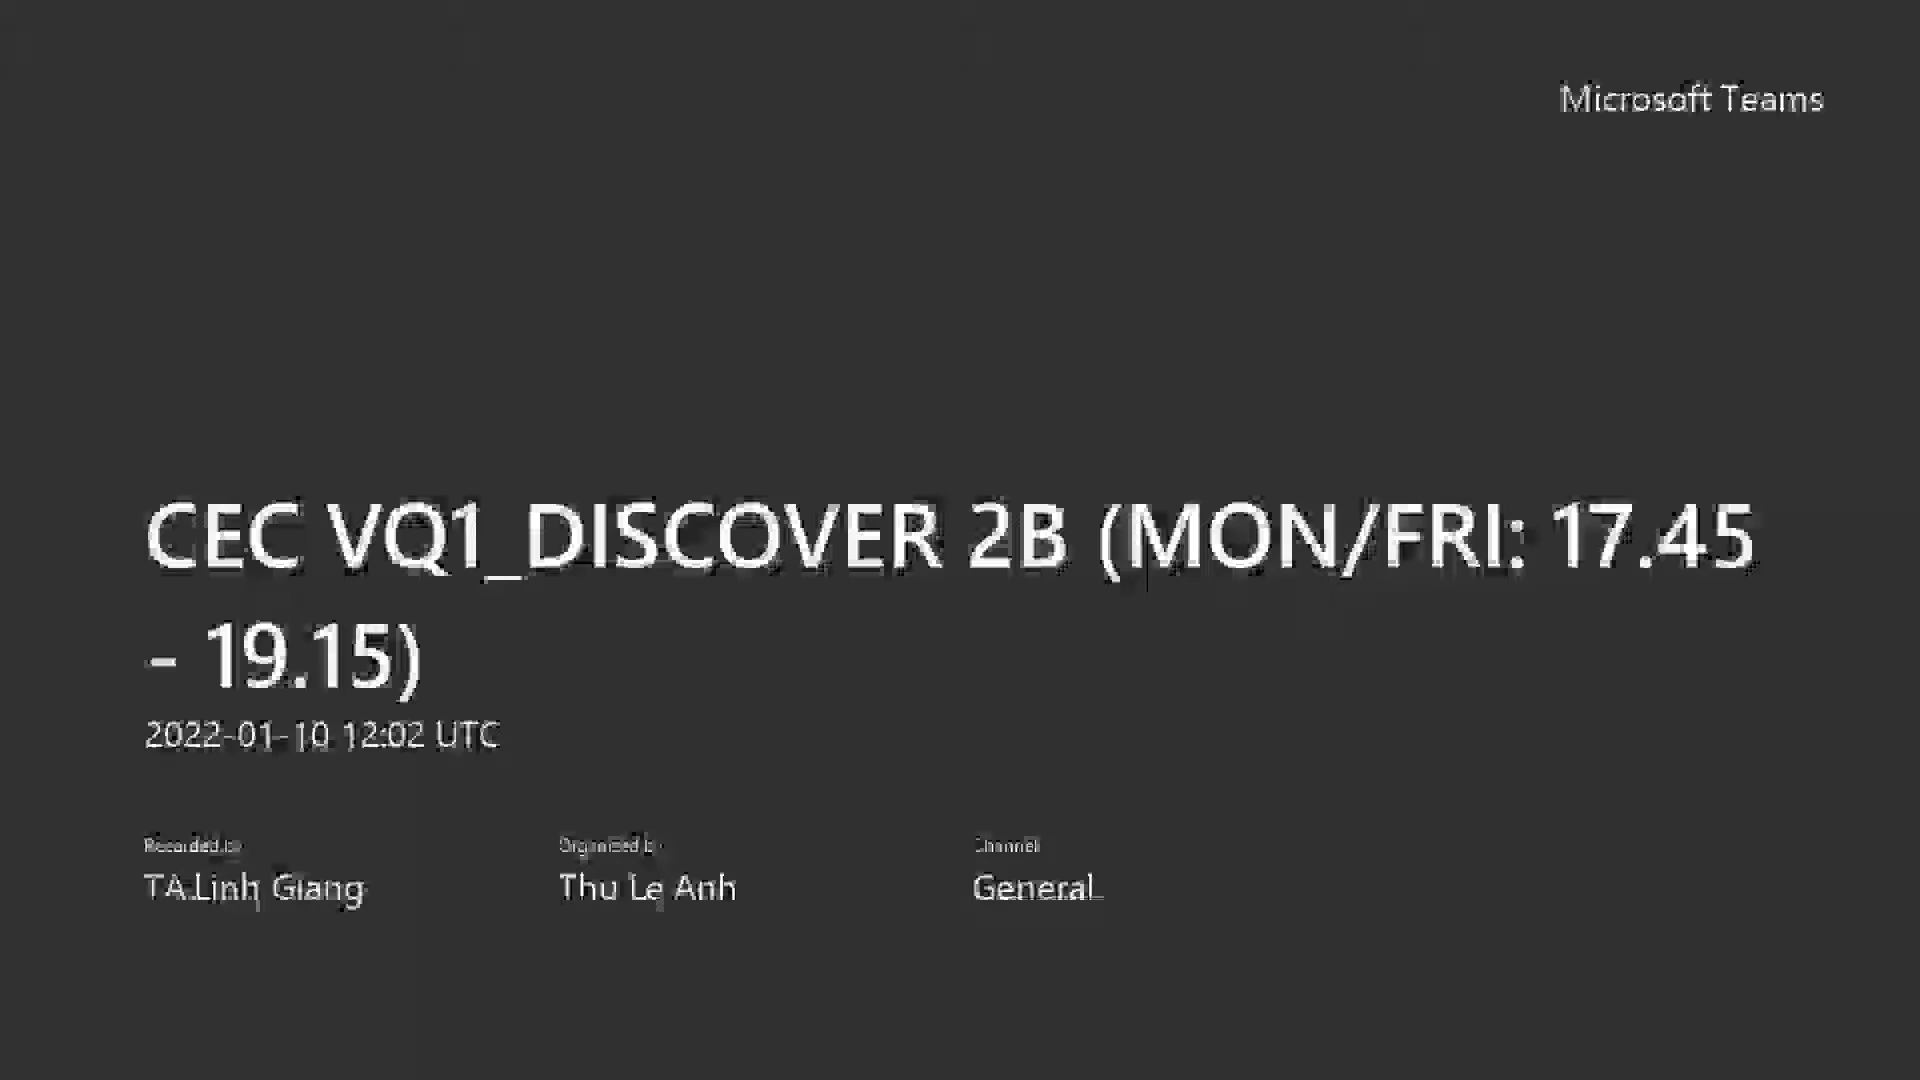 Microsoft Teams
CEC VQ1_DISCOVER 2B (MON/FRI: 17.45
- 19.15)
2022-01-10 12:02 UTC
Recorded by Organized by Channel
TA.Linh Giang Thu Le Anh General